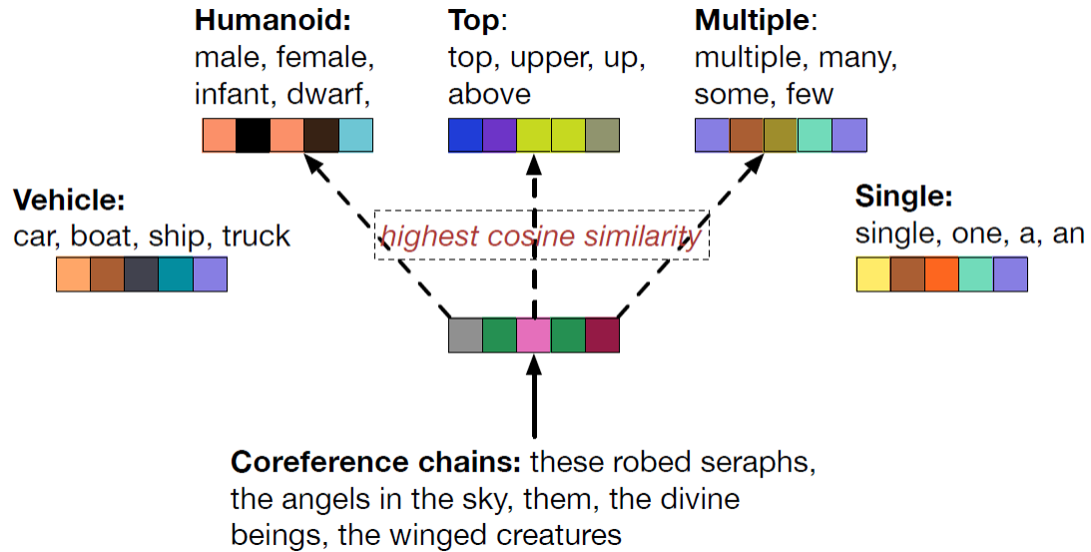 Humanoid:
male, female,
infant, dwarf,
Top:
top, upper, up,
above
Multiple:
multiple, many,
some, few
Vehicle:
car, boat, ship, truck
highest cosine similarity
Single:
single, one, a, an
Coreference chains: these robed seraphs,
the angels in the sky, them, the divine
beings, the winged creatures